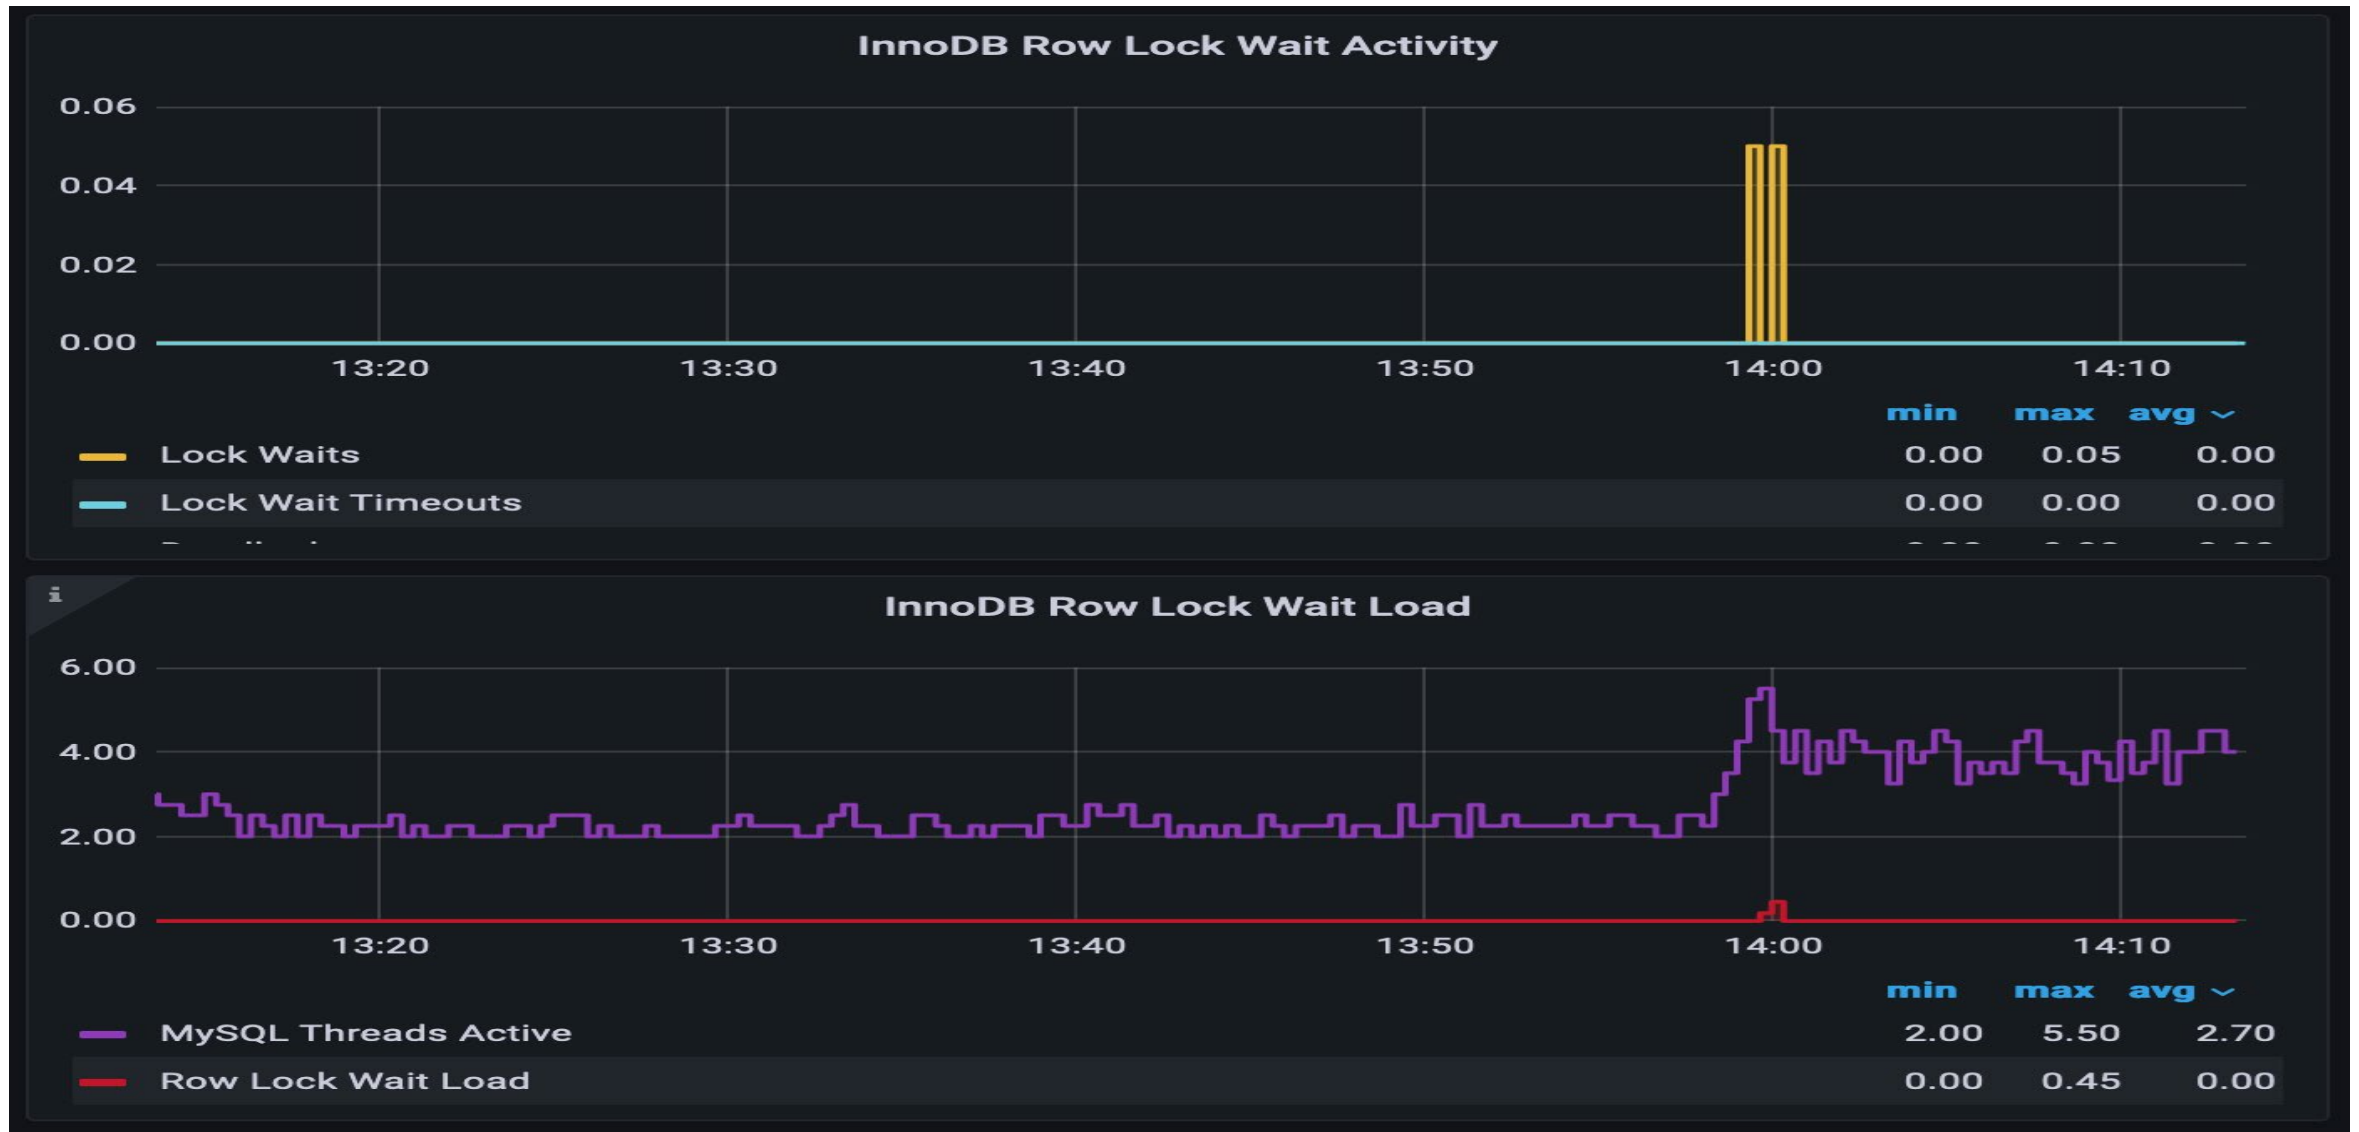 InnoDB Row Lock Wait Activity
0.06
0.04
0.02
0.00
13:20 13:30 13:40 13:50 14:00 14:10
min max avg
Lock Waits 0.00 0.05 0.00
Lock Wait Timeouts 0.00 0.00 0.00
i
InnoDB Row Lock Wait Load
6.00
4.00
2.00
0.00
13:20 13:30 13:40 13:50 14:00 14:10
min max avg
MySQL Threads Active 2.00 5.50 2.70
Row Lock Wait Load 0.00 0.45 0.00